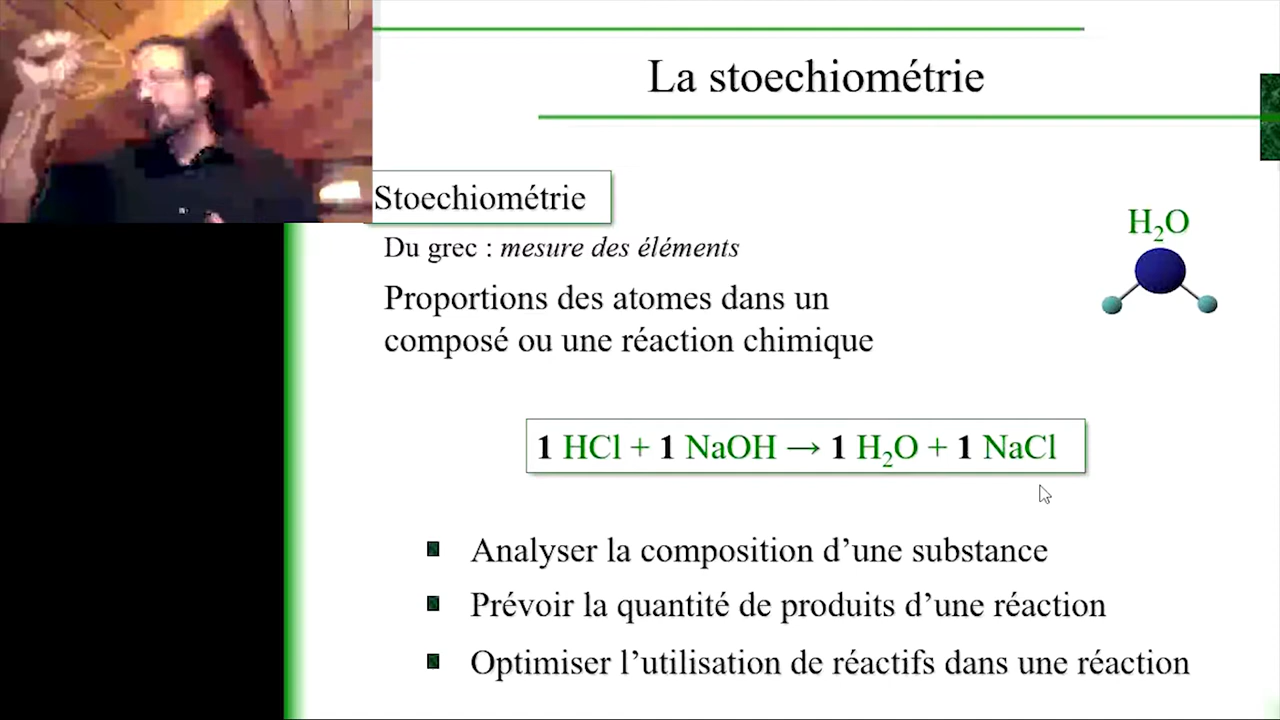 La stoechiométrie
Stoechiométrie
Du grec : mesure des éléments
H₂O
Proportions des atomes dans un
composé ou une réaction chimique
1 HCl + 1 NaOH → 1 H₂O + 1 NaCl
Analyser la composition d’une substance
Prévoir la quantité de produits d’une réaction
Optimiser l’utilisation de réactifs dans une réaction